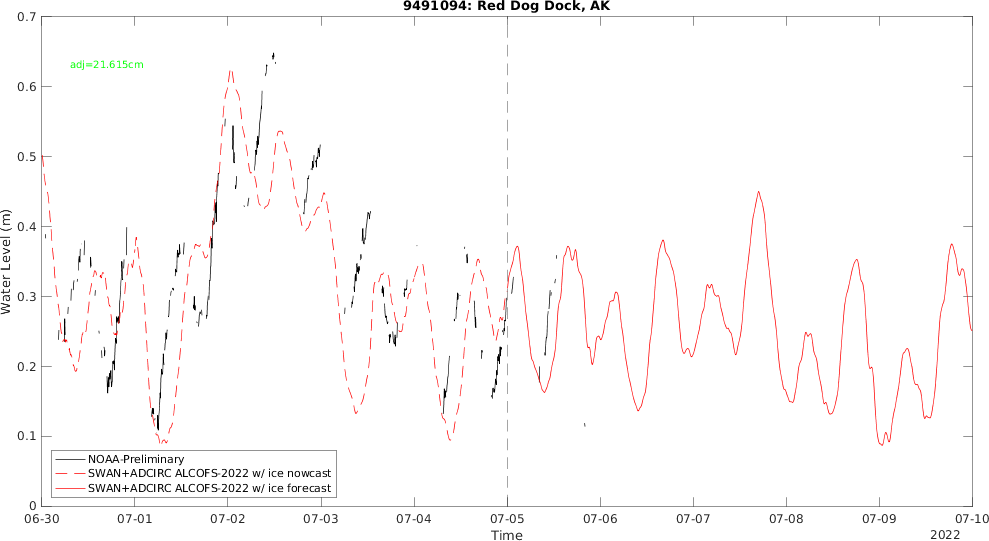 9491094: Red Dog Dock, AK
adj=21.615cm
Water Level (m)
0.7
0.6
0.5
0.4
0.3
0.2
0.1
0
NOAA-Preliminary
SWAN+ADCIRC ALCOFS-2022 w/ ice nowcast
SWAN+ADCIRC ALCOFS-2022 w/ ice forecast
06-30 07-01 07-02 07-03 07-04 07-05 07-06 07-07 07-08 07-09 07-10
Time
2022